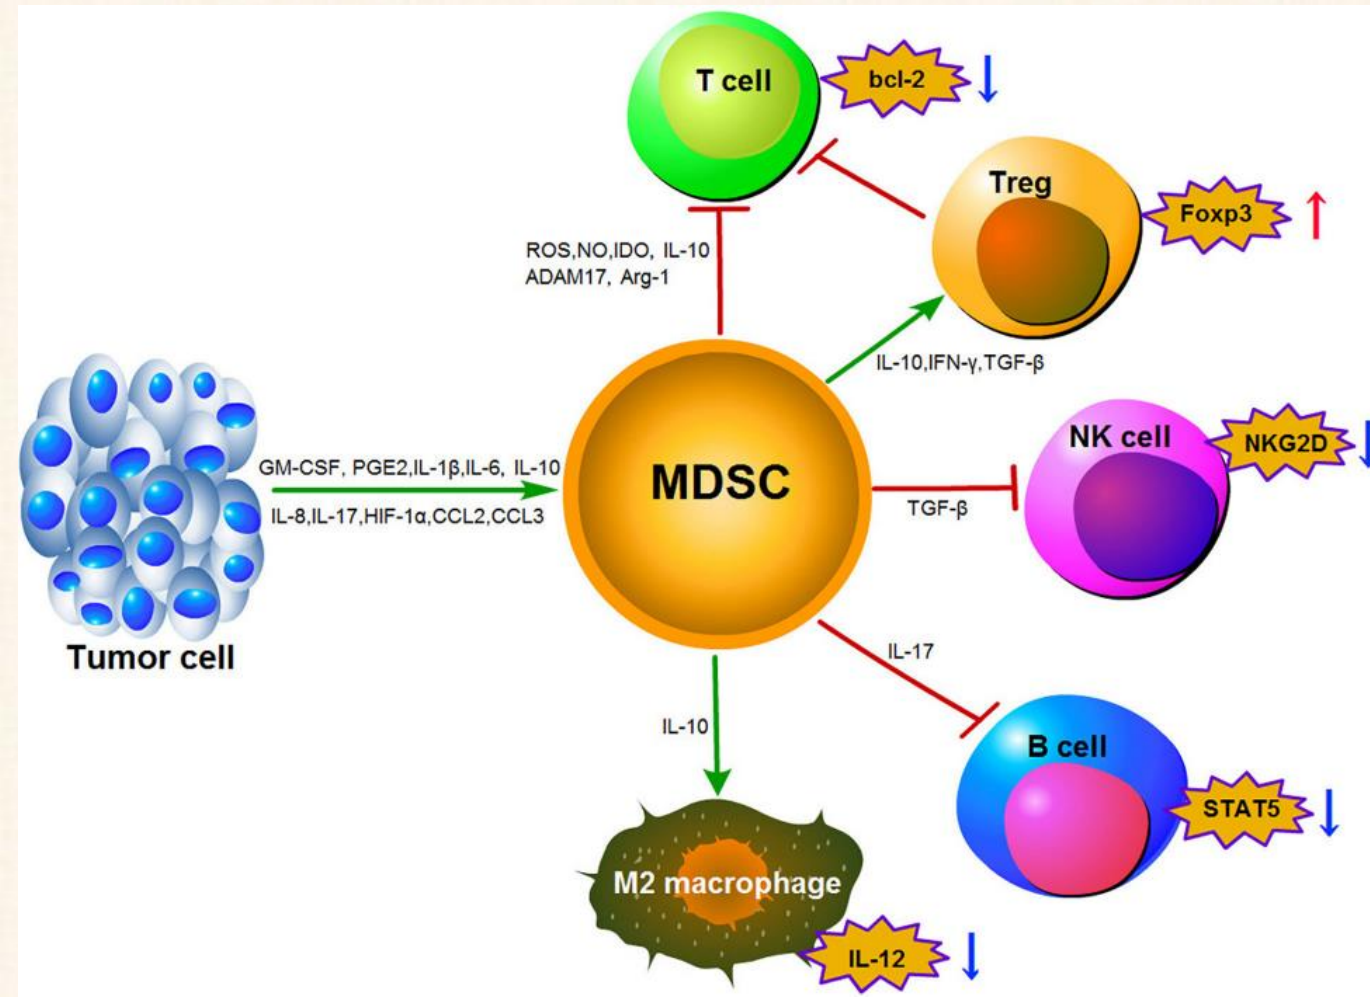 T cell
bcl-2
Treg
Foxp3
ROS,NO,IDO, IL-10
ADAM17, Arg-1
IL-10,IFN-γ,TGF-β
NK cell
NKG2D
GM-CSF, PGE2,IL-1β,IL-6, IL-10
IL-8,IL-17,HIF-1α,CCL2,CCL3
MDSC
TGF-β
Tumor cell
IL-17
IL-10
B cell
STAT5
M2 macrophage
IL-12